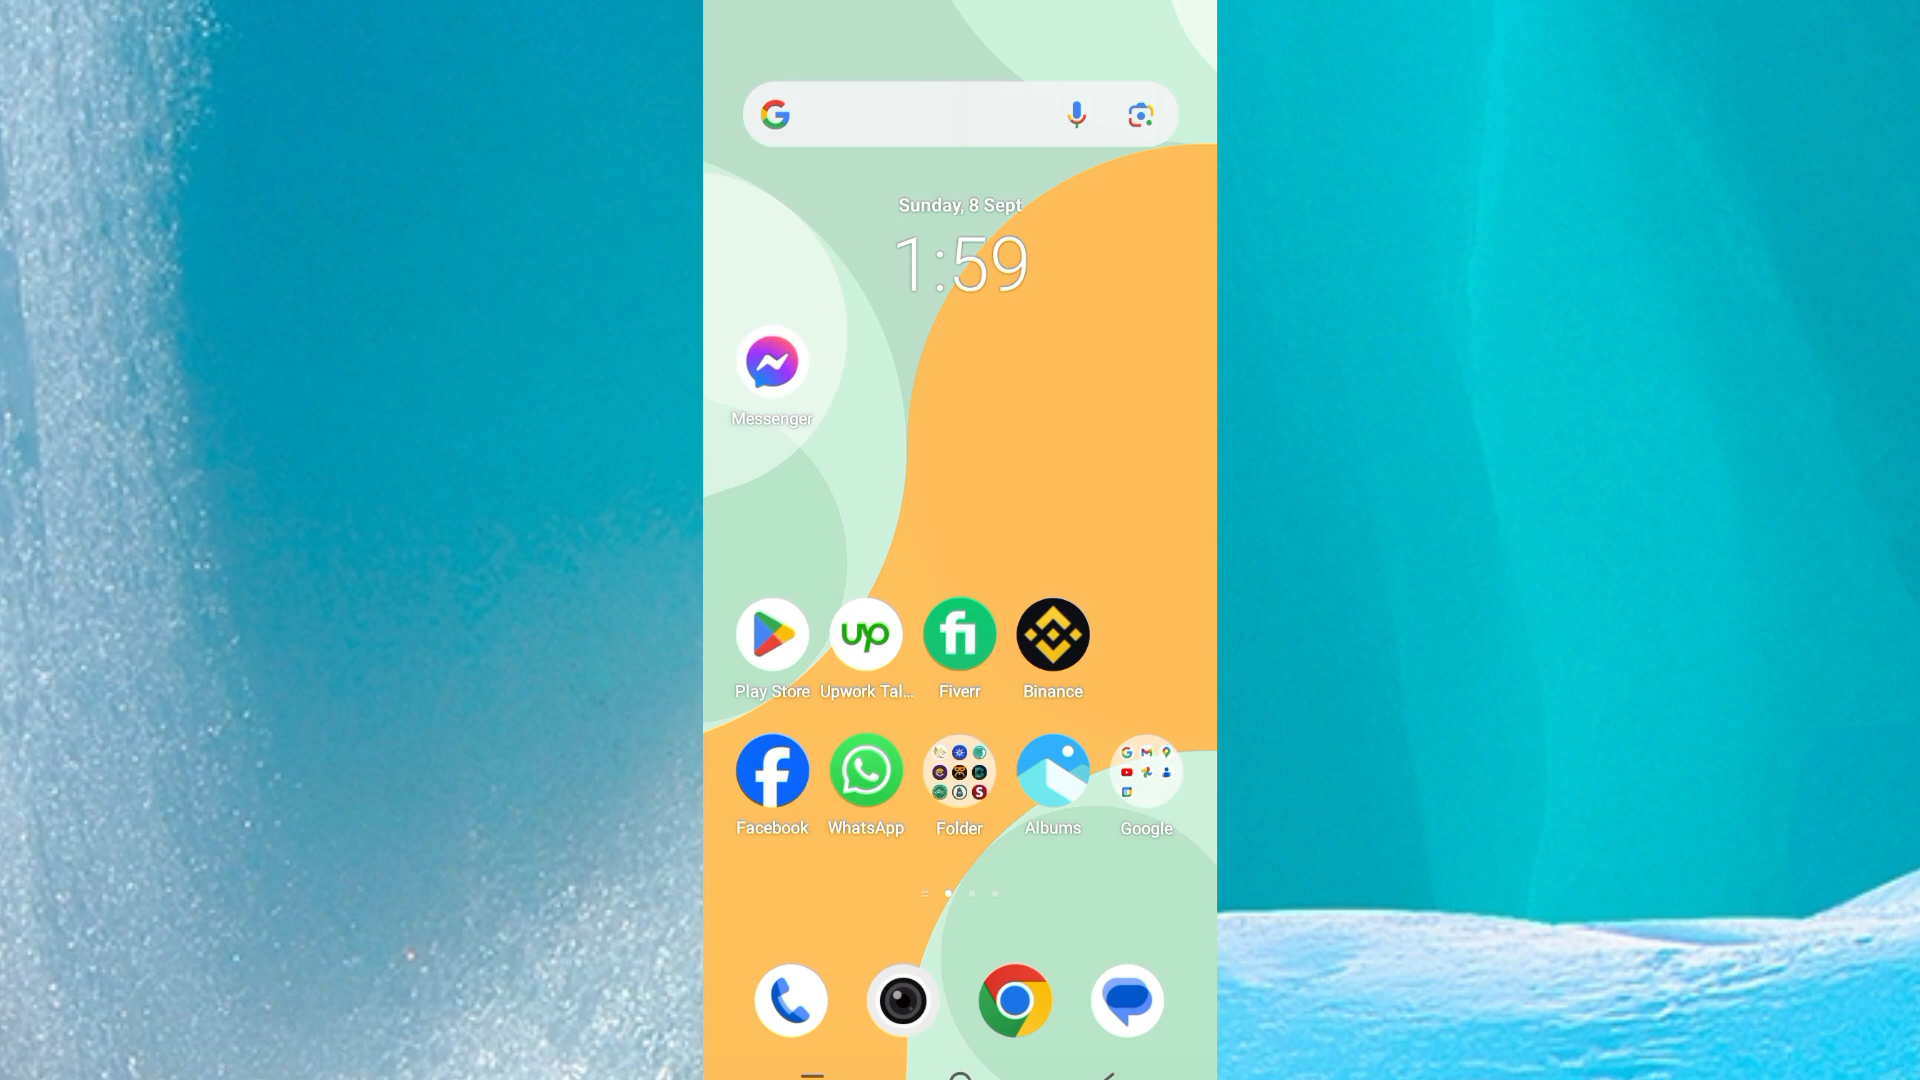 Sunday, 8 Sept
1:59
Messenger
Play Store
Upwork Tal...
Fiverr
Binance
Facebook
WhatsApp
Folder
Albums
Google